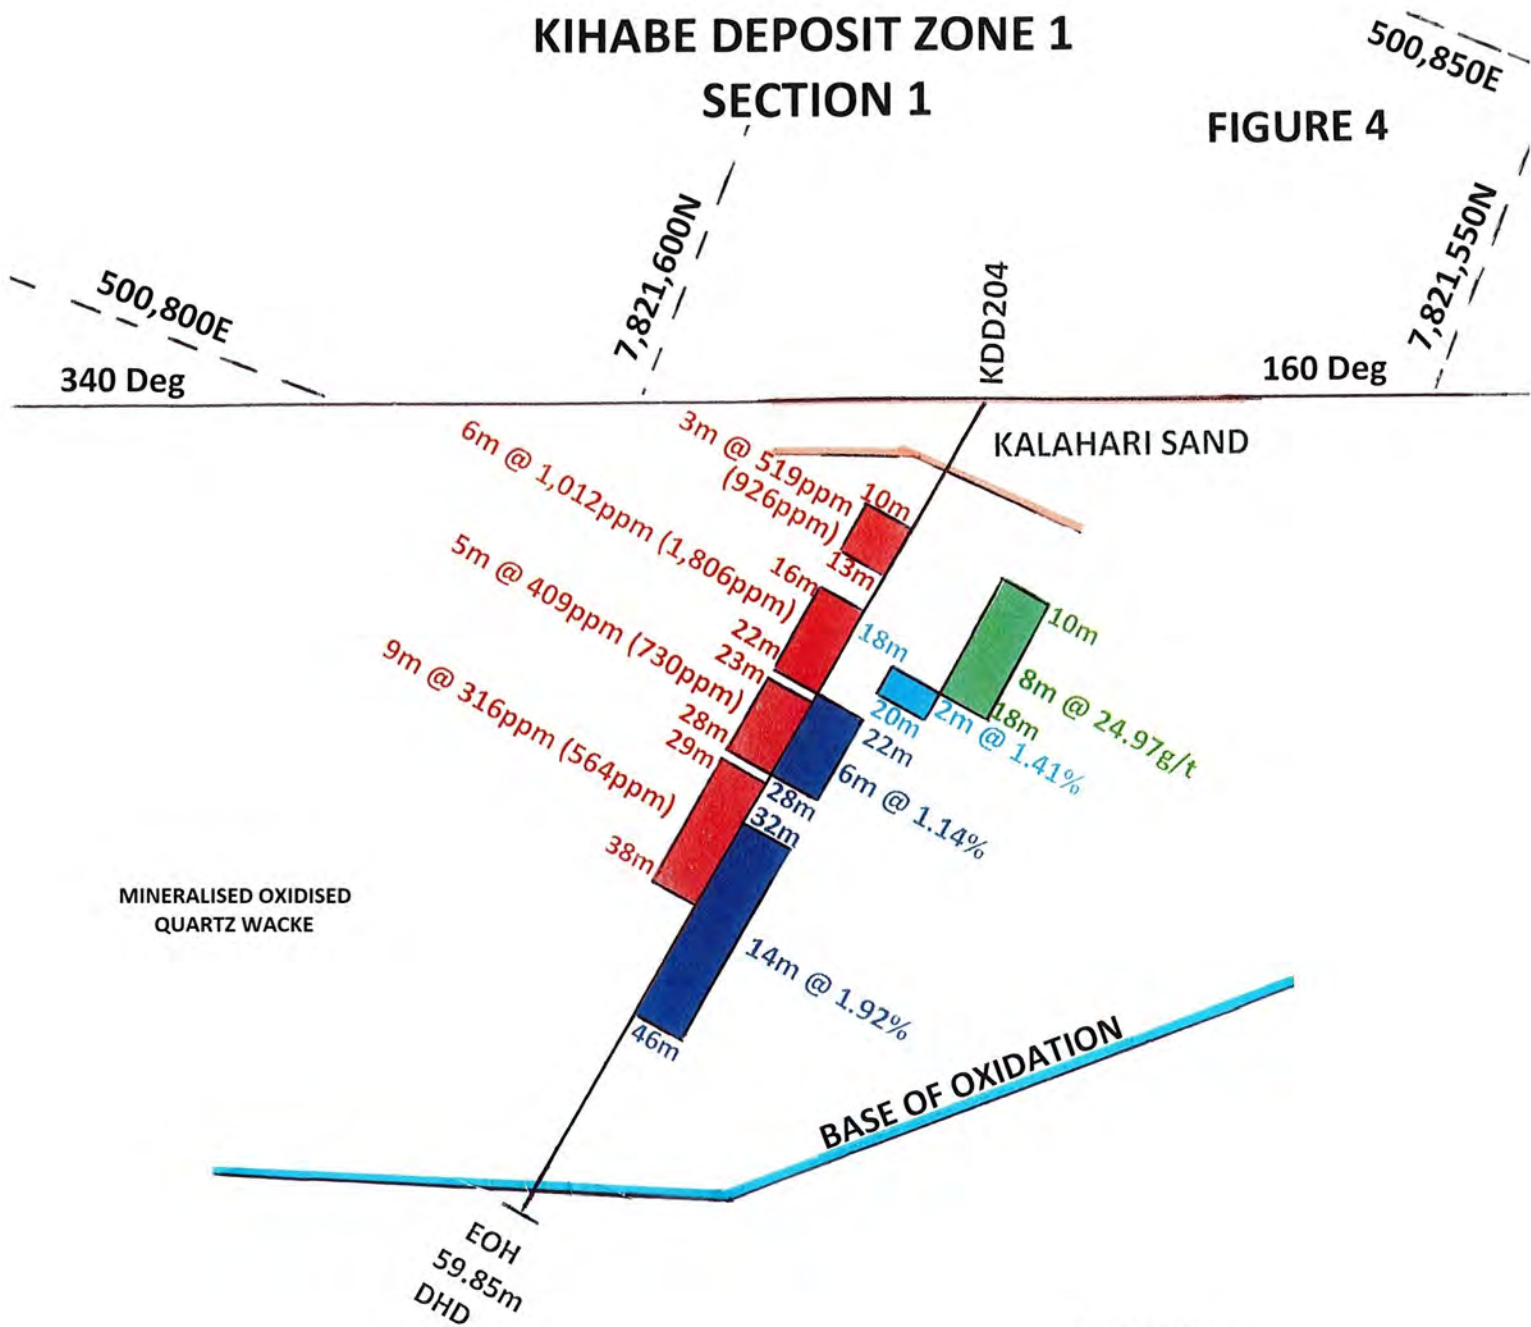 KIHABE DEPOSIT ZONE 1
SECTION 1
FIGURE 4
500,850E
7,821,600N
7,821,550N
500,800E
KDD204
340 Deg
160 Deg
KALAHARI SAND
3m @ 519ppm
(926ppm)
10m
13m
6m @ 1,012ppm (1,806ppm)
16m
22m
5m @ 409ppm (730ppm)
23m
28m
9m @ 316ppm (564ppm)
29m
38m
10m
8m @ 24.97g/t
18m
18m
2m @ 1.41%
20m
22m
6m @ 1.14%
28m
32m
14m @ 1.92%
46m
MINERALISED OXIDISED
QUARTZ WACKE
BASE OF OXIDATION
EOH
59.85m
DHD